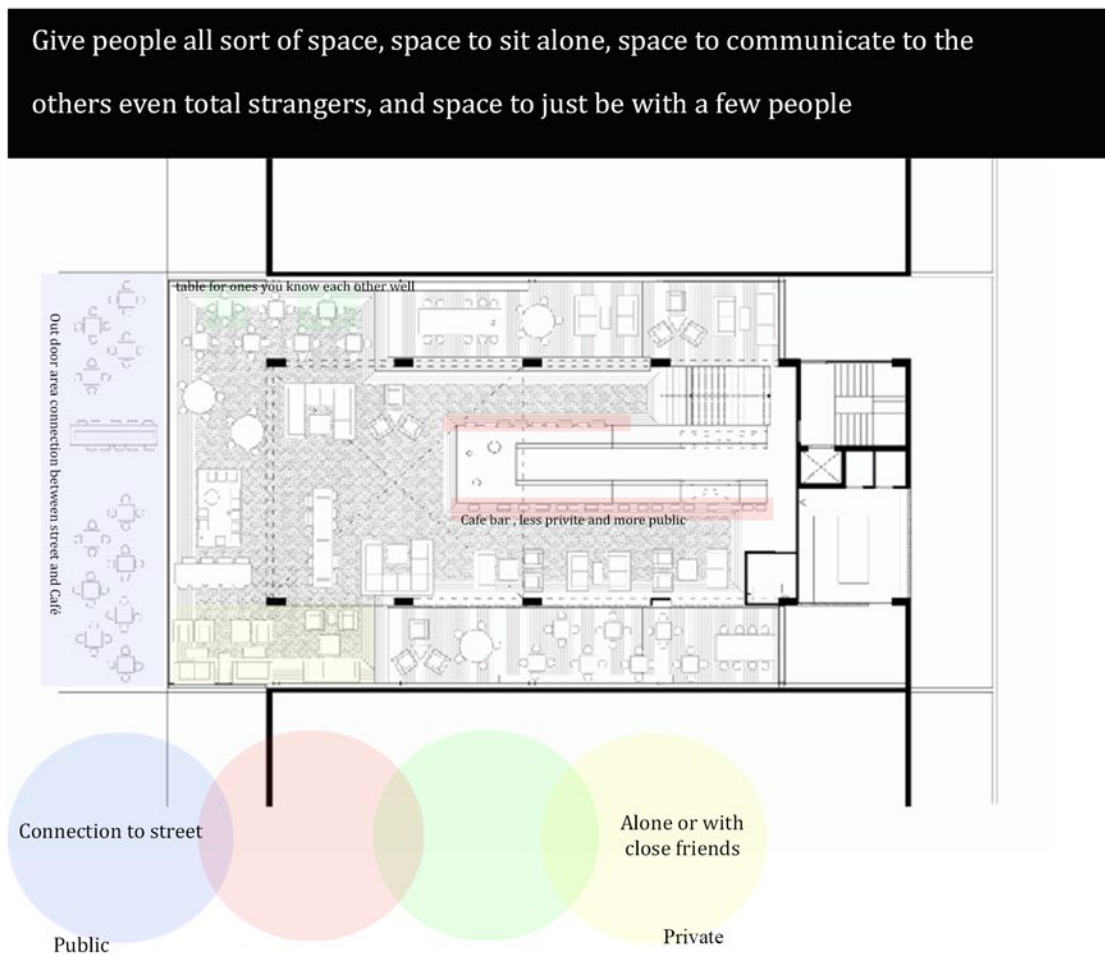 Give people all sort of space, space to sit alone, space to communicate to the
others even total strangers, and space to just be with a few people
table for ones you know each other well
Out door area connection between street and Café
Cafe bar , less privite and more public
Connection to street
Alone or with
close friends
Public
Private